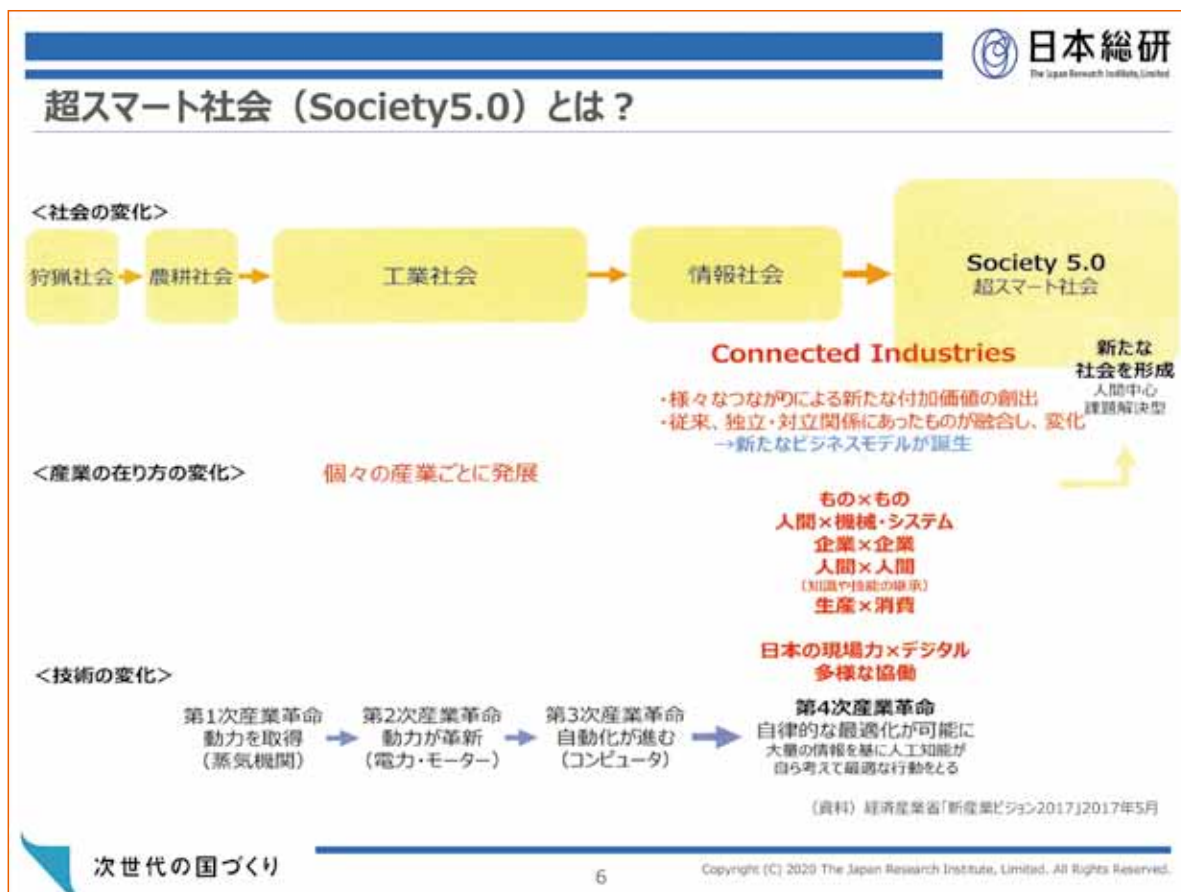 日本総研
The Japan Research Institute, Limited
超スマート社会（Society5.0）とは？
＜社会の変化＞
狩猟社会
農耕社会
工業社会
情報社会
Society 5.0
超スマート社会
Connected Industries
・様々なつながりによる新たな付加価値の創出
・従来、独立・対立関係にあったものが融合し、変化
→新たなビジネスモデルが誕生
新たな
社会を形成
人間中心
課題解決型
＜産業の在り方の変化＞
個々の産業ごとに発展
もの×もの
人間×機械・システム
企業×企業
人間×人間
（知識や技能の継承）
生産×消費
日本の現場力×デジタル
多様な協働
＜技術の変化＞
第1次産業革命
動力を取得
（蒸気機関）
第2次産業革命
動力が革新
（電力・モーター）
第3次産業革命
自動化が進む
（コンピュータ）
第4次産業革命
自律的な最適化が可能に
大量の情報を基に人工知能が
自ら考えて最適な行動をとる
（資料）経済産業省「新産業ビジョン2017」2017年5月
次世代の国づくり
6
Copyright (C) 2020 The Japan Research Institute, Limited. All Rights Reserved.